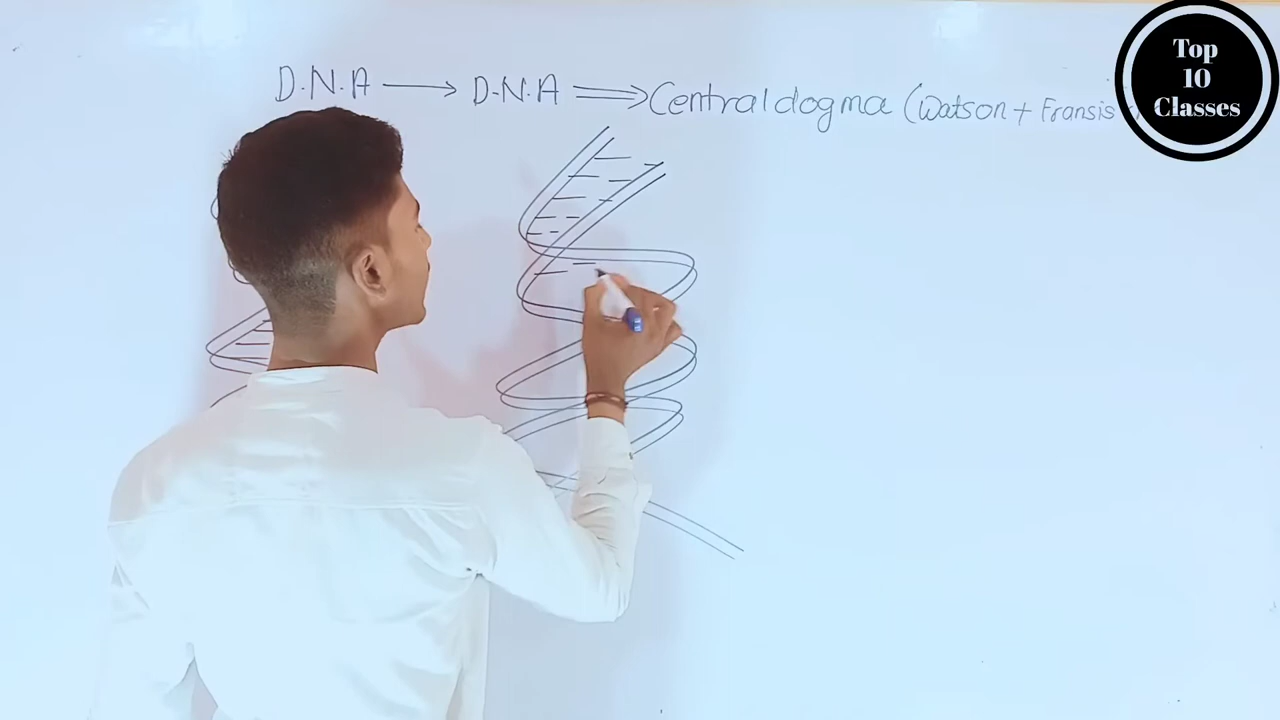 D.N.A → D.N.A ⇒ Central dogma (Watson + Fransis
Top
10
Classes